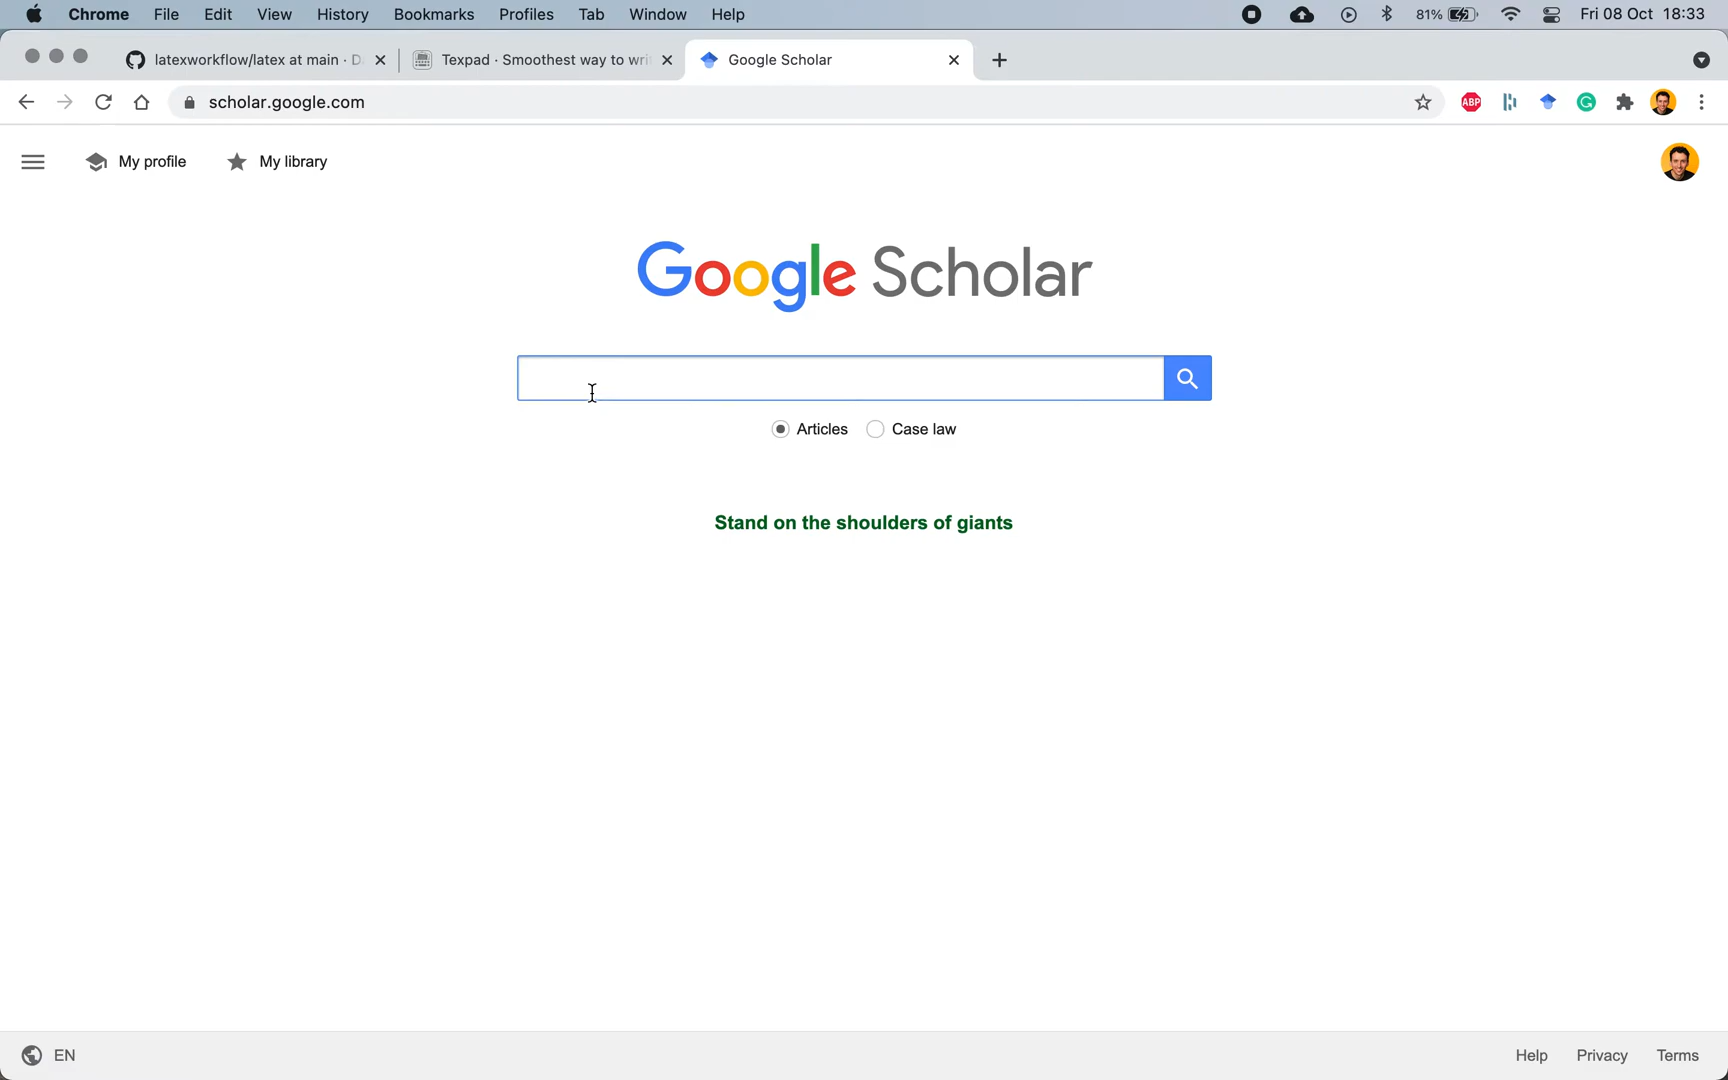 Chrome File Edit View History Bookmarks Profiles Tab Window Help 81% Fri 08 Oct 18:33
latexworkflow/latex at main · D Texpad · Smoothest way to wri Google Scholar
scholar.google.com ABP
My profile My library
Google Scholar
Articles Case law
Stand on the shoulders of giants
EN Help Privacy Terms